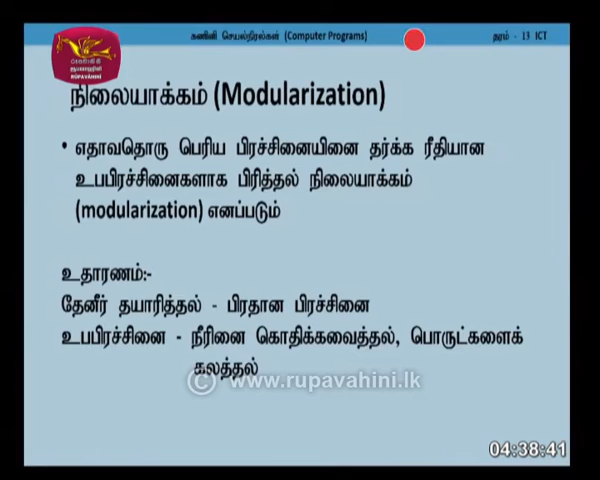 கணினி செயல்நிரல்கள் (Computer Programs)
தரம் - 13 ICT
RUPAVAHINI
நிலையாக்கம் (Modularization)
• எதாவதொரு பெரிய பிரச்சினையினை தர்க்க ரீதியான
உபபிரச்சினைகளாக பிரித்தல் நிலையாக்கம்
(modularization) எனப்படும்
உதாரணம்:-
தேனீர் தயாரித்தல் - பிரதான பிரச்சினை
உபபிரச்சினை - நீரினை கொதிக்கவைத்தல், பொருட்களைக்
கலத்தல்
© www.rupavahini.lk
04:38:41